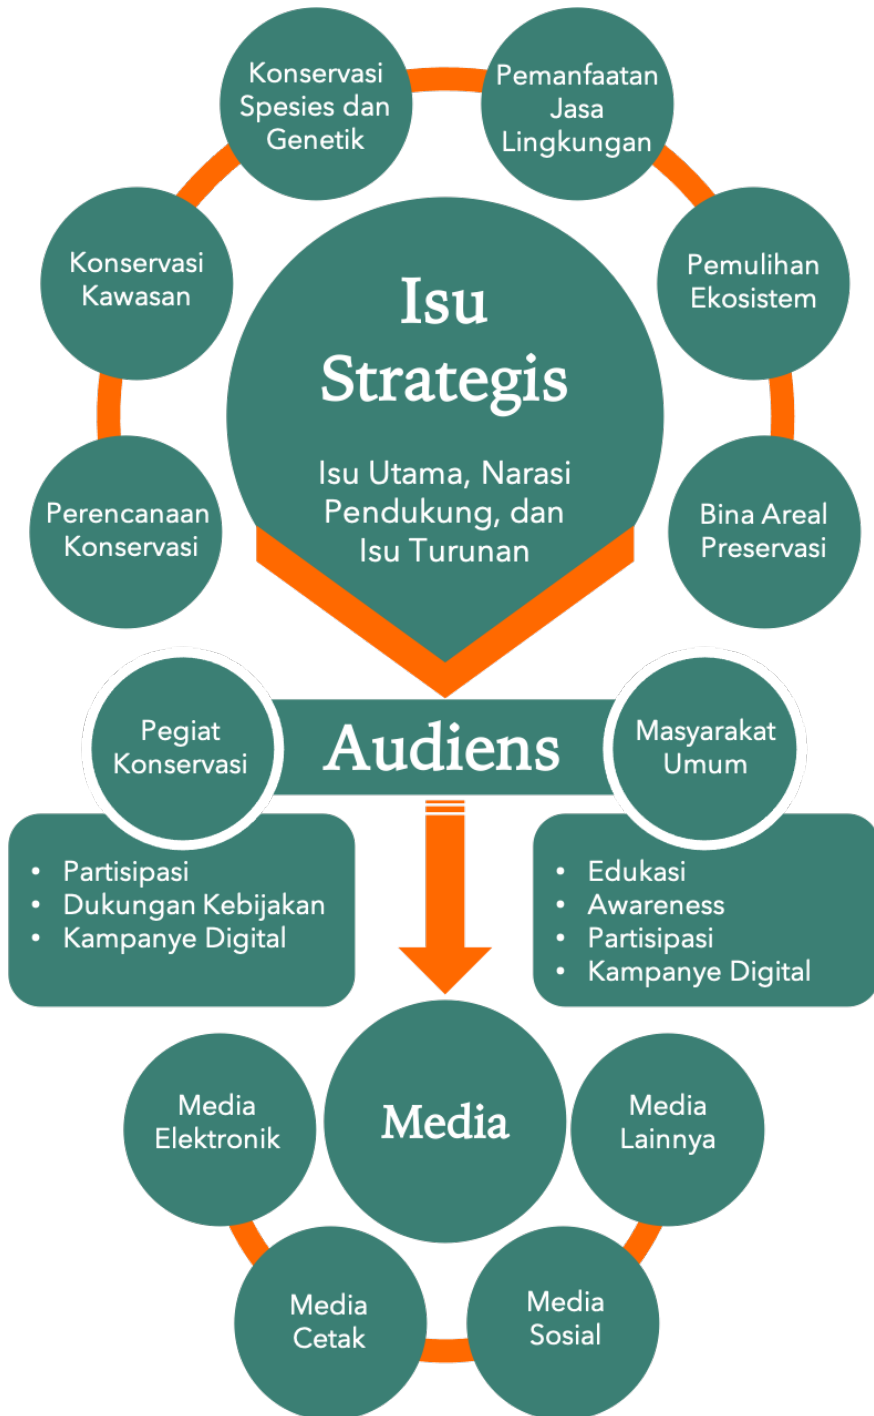 Konservasi
Spesies dan
Genetik
Pemanfaatan
Jasa
Lingkungan
Konservasi
Kawasan
Pemulihan
Ekosistem
Perencanaan
Konservasi
Bina Areal
Preservasi
Isu
Strategis
Isu Utama, Narasi
Pendukung, dan
Isu Turunan
Pegiat
Konservasi
Audiens
Masyarakat
Umum
• Partisipasi
• Dukungan Kebijakan
• Kampanye Digital
• Edukasi
• Awareness
• Partisipasi
• Kampanye Digital
Media
Elektronik
Media
Media
Lainnya
Media
Cetak
Media
Sosial